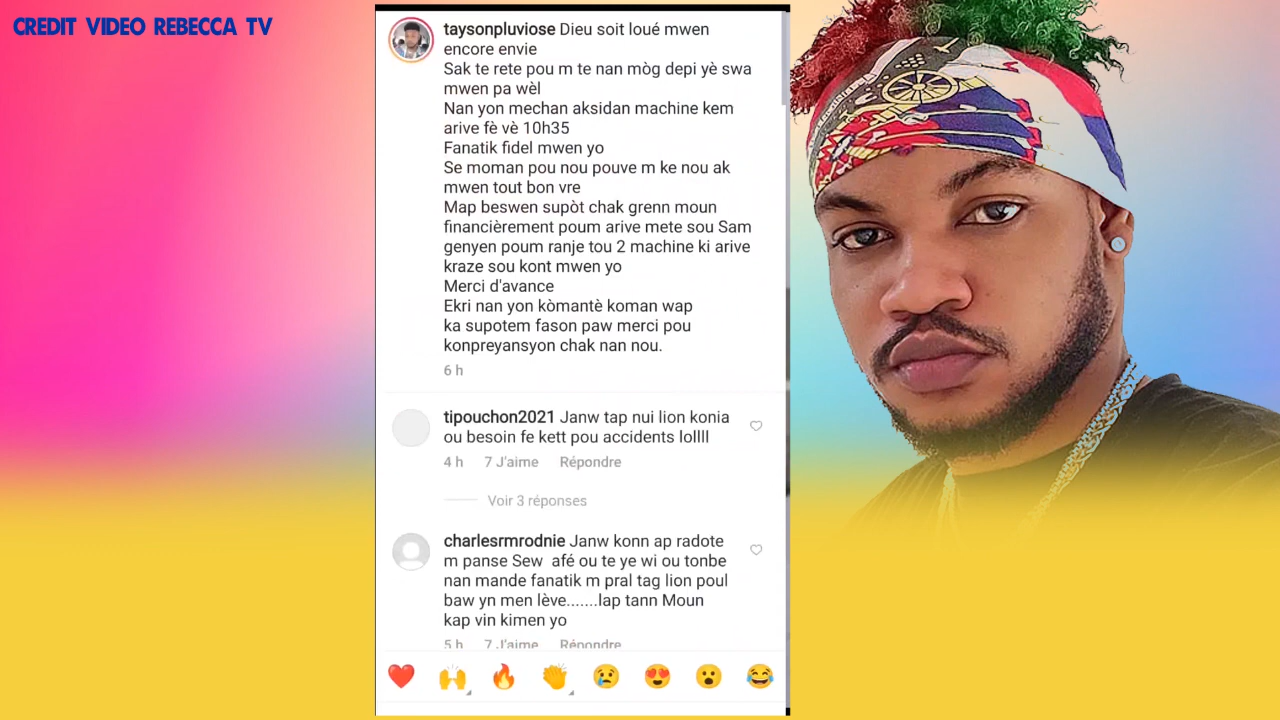 CREDIT VIDEO REBECCA TV
taysonpluviose Dieu soit loué mwen
encore envie
Sak te rete pou m te nan mòg depi yè swa
mwen pa wèl
Nan yon mechan aksidan machine kem
arive fè vè 10h35
Fanatik fidel mwen yo
Se moman pou nou pouve m ke nou ak
mwen tout bon vre
Map beswen supòt chak grenn moun
financièrement poum arive mete sou Sam
genyen poum ranje tou 2 machine ki arive
kraze sou kont mwen yo
Merci d'avance
Ekri nan yon kòmantè koman wap
ka supotem fason paw merci pou
konpreyansyon chak nan nou.
6 h
tipouchon2021 Janw tap nui lion konia
ou besoin fe kett pou accidents lollll
4 h 7 J'aime Répondre
Voir 3 réponses
charlesrmrodnie Janw konn ap radote
m panse Sew afé ou te ye wi ou tonbe
nan mande fanatik m pral tag lion poul
baw yn men lève.......lap tann Moun
kap vin kimen yo
5 h 7 J'aime Répondre